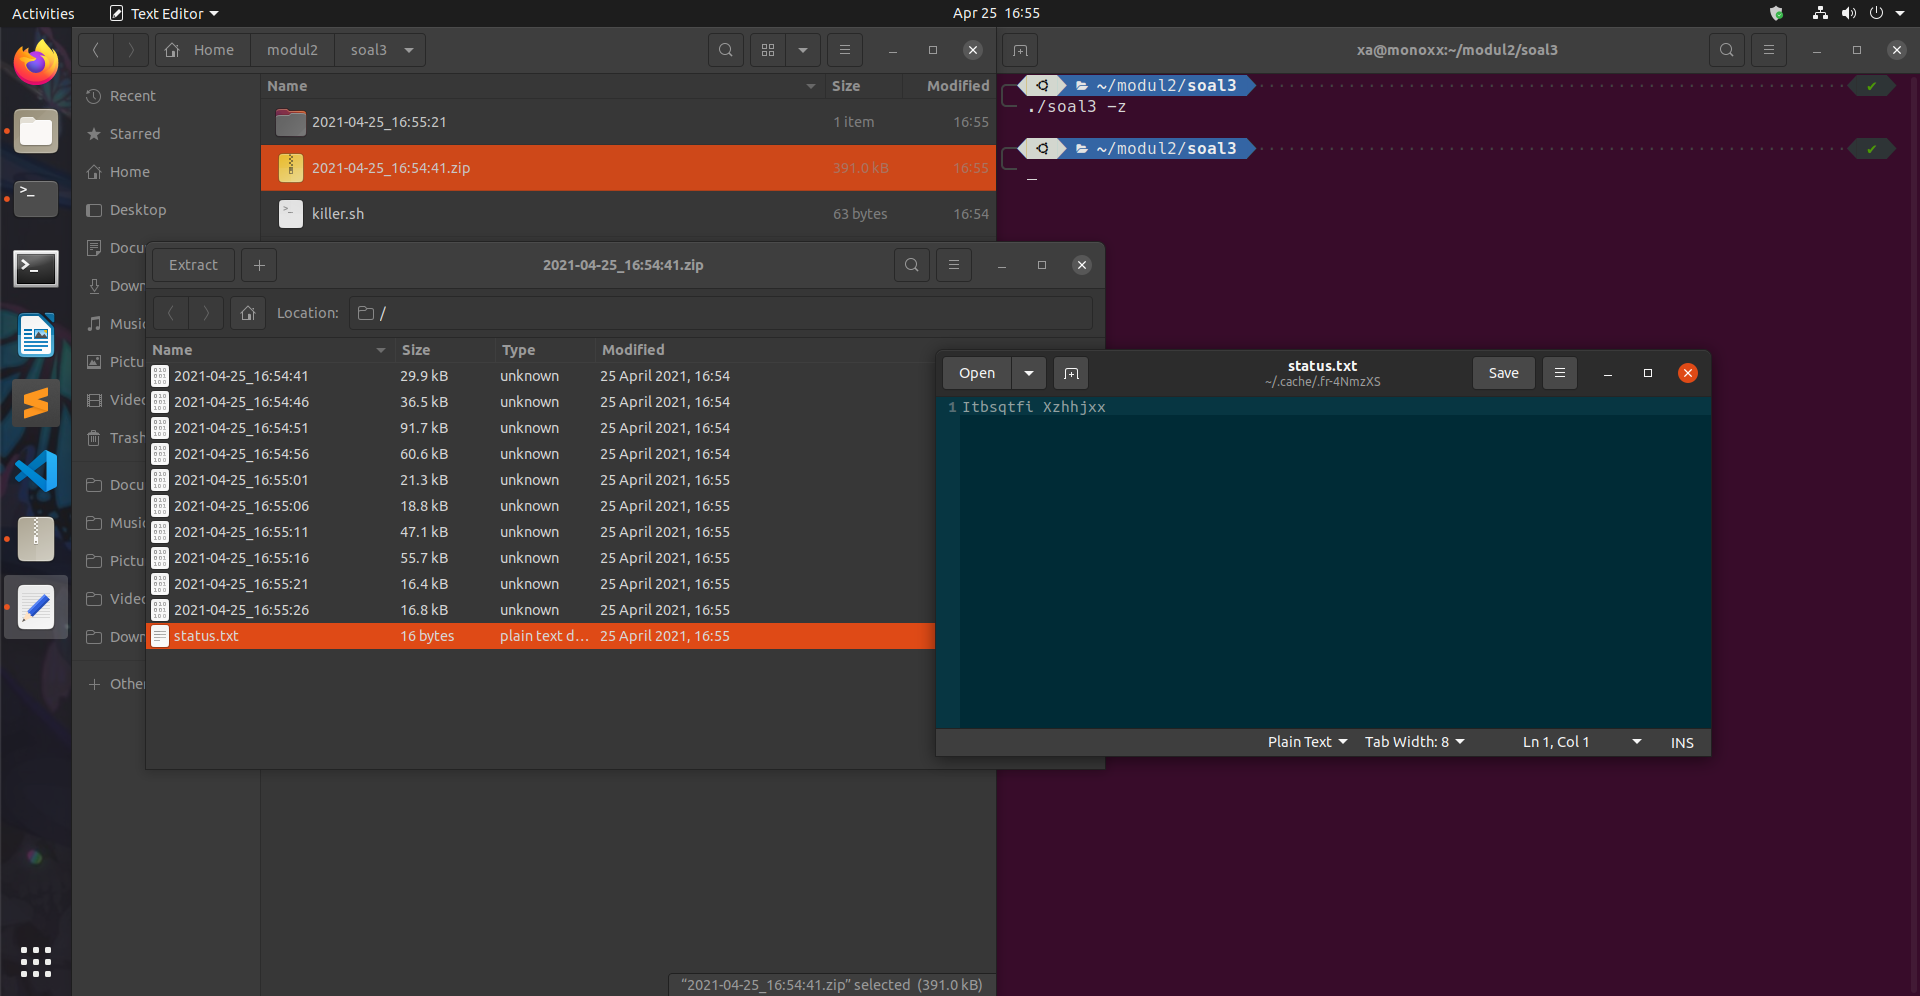 Activities
Text Editor
Apr 25 16:55
Home
modul2
soal3
Recent
Starred
Home
Desktop
Docu
Down
Music
Pictu
Video
Trash
Docu
Music
Pictu
Video
Down
+ Other
Name Size Modified
2021-04-25_16:55:21 1 item 16:55
2021-04-25_16:54:41.zip 391.0 kB 16:55
killer.sh 63 bytes 16:54
"2021-04-25_16:54:41.zip" selected (391.0 kB)
xa@monoxx:~/modul2/soal3
~/modul2/soal3
./soal3 -z
~/modul2/soal3
Extract
2021-04-25_16:54:41.zip
Location: /
Name Size Type Modified
2021-04-25_16:54:41 29.9 kB unknown 25 April 2021, 16:54
2021-04-25_16:54:46 36.5 kB unknown 25 April 2021, 16:54
2021-04-25_16:54:51 91.7 kB unknown 25 April 2021, 16:54
2021-04-25_16:54:56 60.6 kB unknown 25 April 2021, 16:54
2021-04-25_16:55:01 21.3 kB unknown 25 April 2021, 16:55
2021-04-25_16:55:06 18.8 kB unknown 25 April 2021, 16:55
2021-04-25_16:55:11 47.1 kB unknown 25 April 2021, 16:55
2021-04-25_16:55:16 55.7 kB unknown 25 April 2021, 16:55
2021-04-25_16:55:21 16.4 kB unknown 25 April 2021, 16:55
2021-04-25_16:55:26 16.8 kB unknown 25 April 2021, 16:55
status.txt 16 bytes plain text d... 25 April 2021, 16:55
Open
status.txt
~/.cache/.fr-4NmzXS
Save
1 Itbsqtfi Xzhhjxx
Plain Text Tab Width: 8 Ln 1, Col 1 INS